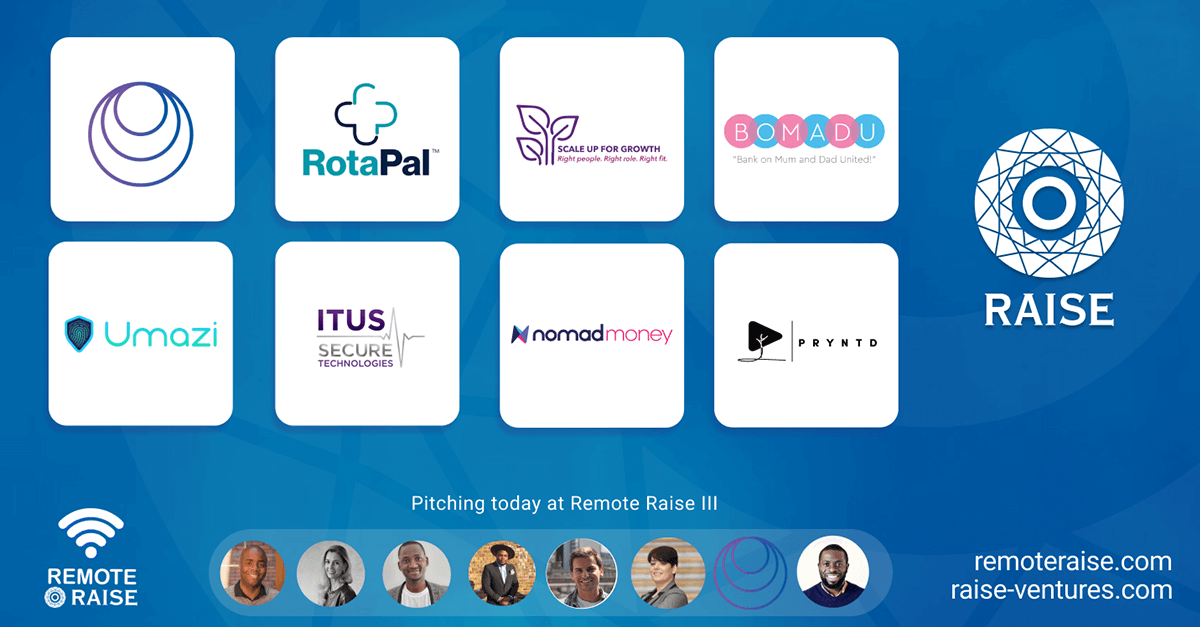 RotaPal™
SCALE UP FOR GROWTH
Right people. Right role. Right fit.
BOMADU
"Bank on Mum and Dad United!"
Umazi
ITUS
SECURE
TECHNOLOGIES
nomadmoney
PRYNTD
RAISE
Pitching today at Remote Raise III
REMOTE
RAISE
remoteraise.com
raise-ventures.com